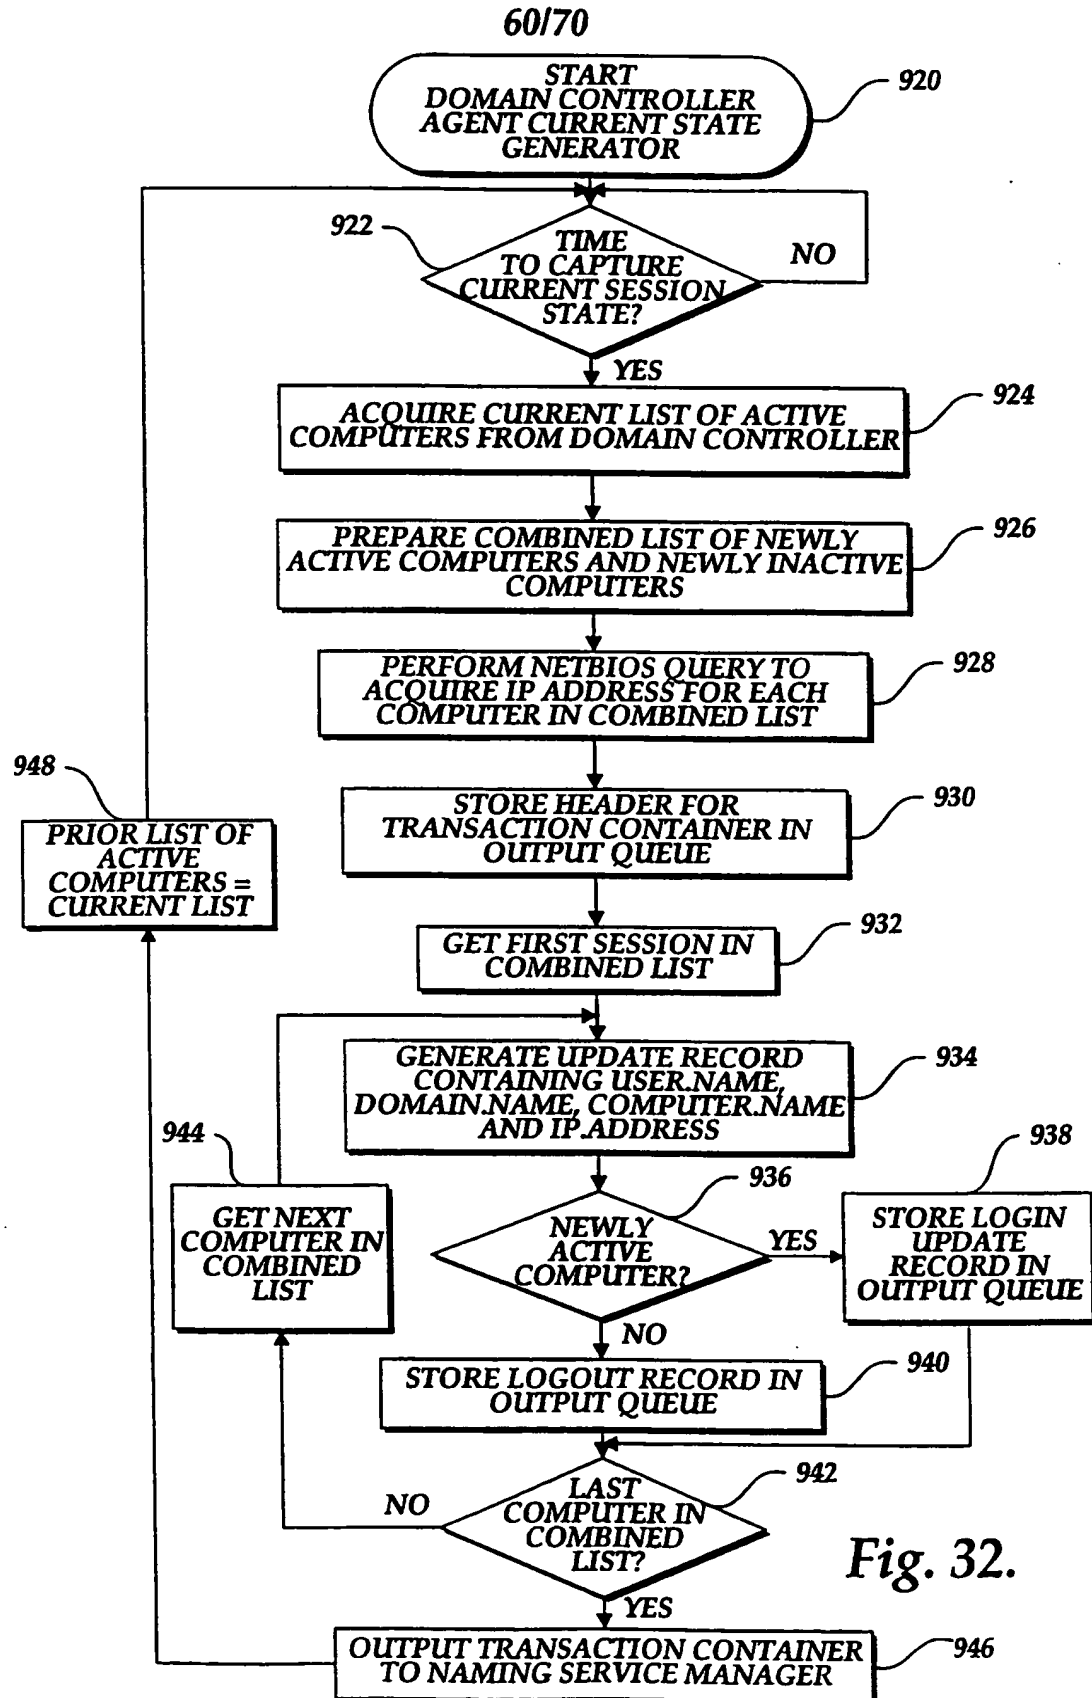 60/70
START
DOMAIN CONTROLLER
AGENT CURRENT STATE
GENERATOR
920
922
TIME
TO CAPTURE
CURRENT SESSION
STATE?
NO
YES
ACQUIRE CURRENT LIST OF ACTIVE
COMPUTERS FROM DOMAIN CONTROLLER
924
PREPARE COMBINED LIST OF NEWLY
ACTIVE COMPUTERS AND NEWLY INACTIVE
COMPUTERS
926
PERFORM NETBIOS QUERY TO
ACQUIRE IP ADDRESS FOR EACH
COMPUTER IN COMBINED LIST
928
948
PRIOR LIST OF
ACTIVE
COMPUTERS =
CURRENT LIST
STORE HEADER FOR
TRANSACTION CONTAINER IN
OUTPUT QUEUE
930
GET FIRST SESSION IN
COMBINED LIST
932
GENERATE UPDATE RECORD
CONTAINING USER.NAME,
DOMAIN.NAME, COMPUTER.NAME
AND IP.ADDRESS
934
944
GET NEXT
COMPUTER IN
COMBINED
LIST
936
NEWLY
ACTIVE
COMPUTER?
YES
938
STORE LOGIN
UPDATE
RECORD IN
OUTPUT QUEUE
NO
STORE LOGOUT RECORD IN
OUTPUT QUEUE
940
942
LAST
COMPUTER IN
COMBINED
LIST?
NO
YES
Fig. 32.
OUTPUT TRANSACTION CONTAINER
TO NAMING SERVICE MANAGER
946